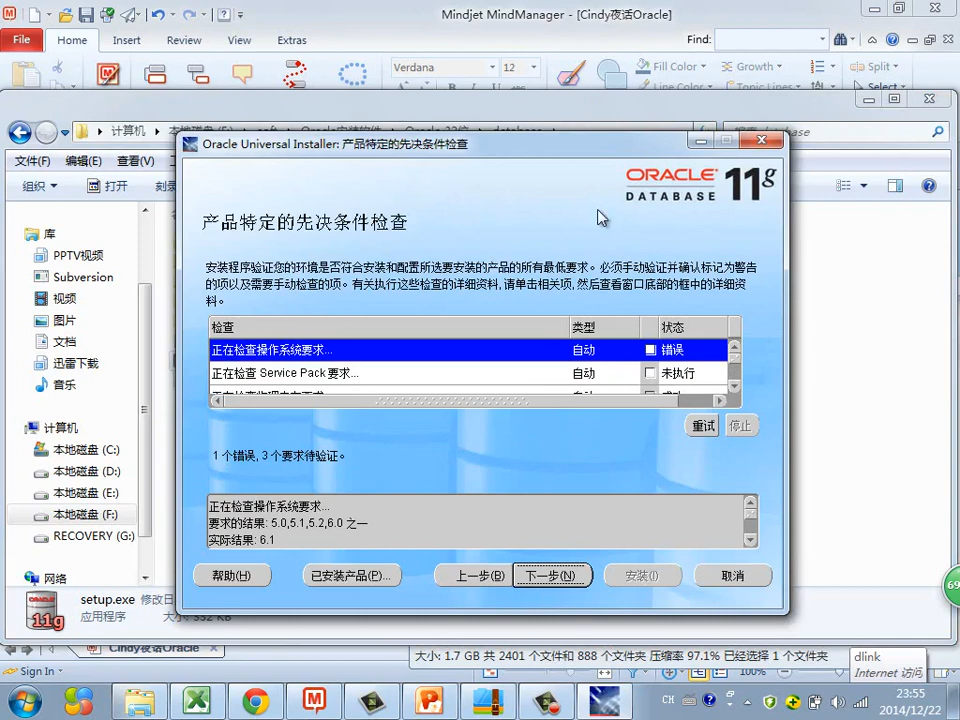 Mindjet MindManager - [Cindy夜话Oracle]
File Home Insert Review View Extras
Find:
Verdana 12
Fill Color Growth Split
Line Color Topic Lines Select
计算机
文件(F) 编辑(E) 查看(V)
组织 打开
库
PPTV视频
Subversion
视频
图片
文档
迅雷下载
音乐
计算机
本地磁盘 (C:)
本地磁盘 (D:)
本地磁盘 (E:)
本地磁盘 (F:)
RECOVERY (G:)
网络
Oracle Universal Installer: 产品特定的先决条件检查
ORACLE
DATABASE 11g
产品特定的先决条件检查
安装程序验证您的环境是否符合安装和配置所选要安装的产品的所有最低要求。必须手动验证并确认标记为警告
的项以及需要手动检查的项。有关执行这些检查的详细资料, 请单击相关项, 然后查看窗口底部的框中的详细资
料。
检查 类型 状态
正在检查操作系统要求... 自动 错误
正在检查 Service Pack 要求... 自动 未执行
重试 停止
1 个错误, 3 个要求待验证。
正在检查操作系统要求...
要求的结果: 5.0,5.1,5.2,6.0 之一
实际结果: 6.1
帮助(H) 已安装产品(P)... 上一步(B) 下一步(N) 安装(I) 取消
11g
setup.exe 修改日
应用程序
Cindy夜话Oracle
大小: 1.7 GB 共 2401 个文件和 888 个文件夹 压缩率 97.1% 已经选择 1 个文件
dlink
Internet 访问
Sign In
100%
69
CH
23:55
2014/12/22